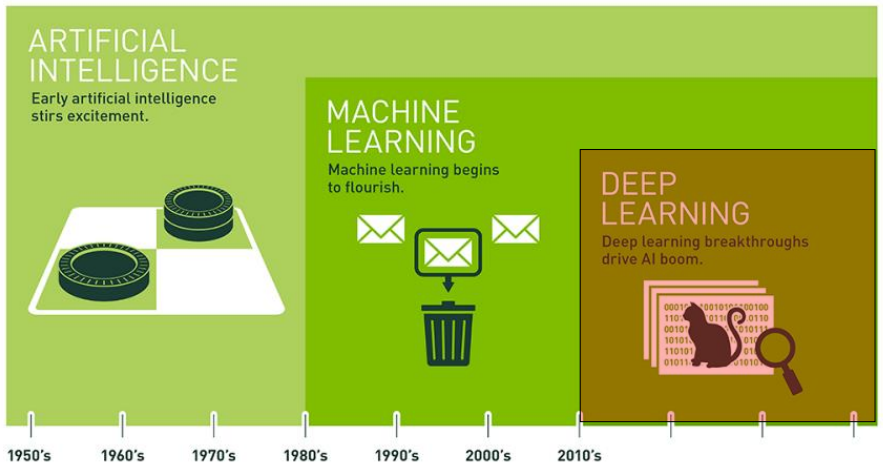 ARTIFICIAL
INTELLIGENCE
Early artificial intelligence
stirs excitement.
MACHINE
LEARNING
Machine learning begins
to flourish.
DEEP
LEARNING
Deep learning breakthroughs
drive AI boom.
1950's 1960's 1970's 1980's 1990's 2000's 2010's